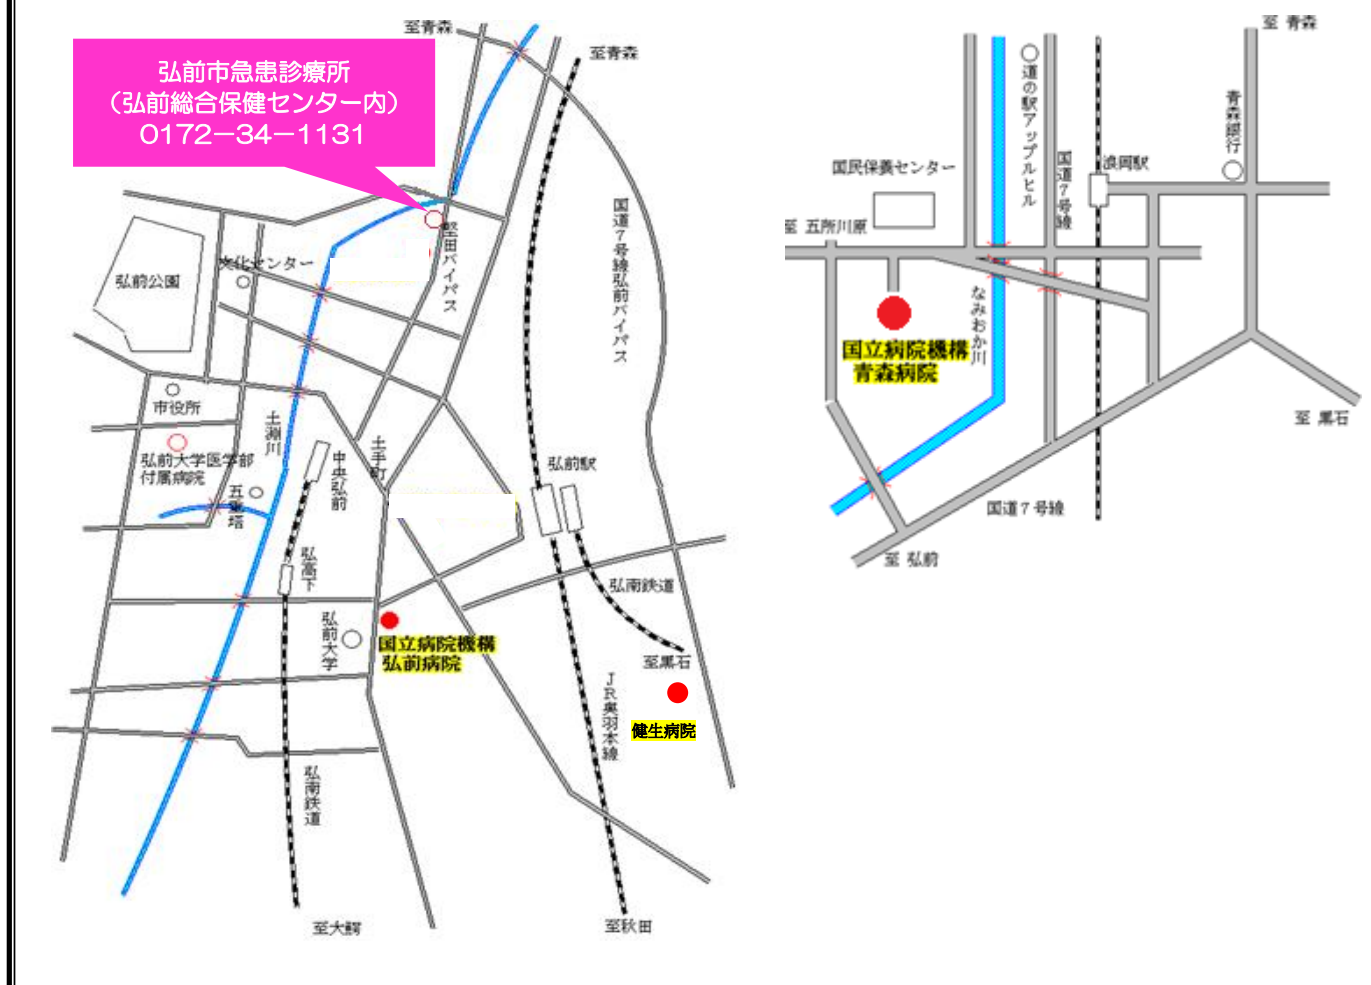 弘前市急患診療所
（弘前総合保健センター内）
0172－34－1131
至青森
至青森
堅田バイパス
国道７号線弘前バイパス
文化センター
弘前公園
市役所
弘前大学医学部
付属病院
五重塔
土淵川
中央弘前
土手町
弘前駅
弘高下
弘前大学
国立病院機構
弘前病院
弘南鉄道
至黒石
健生病院
ＪＲ奥羽本線
弘南鉄道
至大鰐
至秋田
至 青森
道の駅アップルヒル
国道７号線
浪岡駅
青森銀行
国民保養センター
至 五所川原
なみおか川
国立病院機構
青森病院
至 黒石
国道７号線
至 弘前